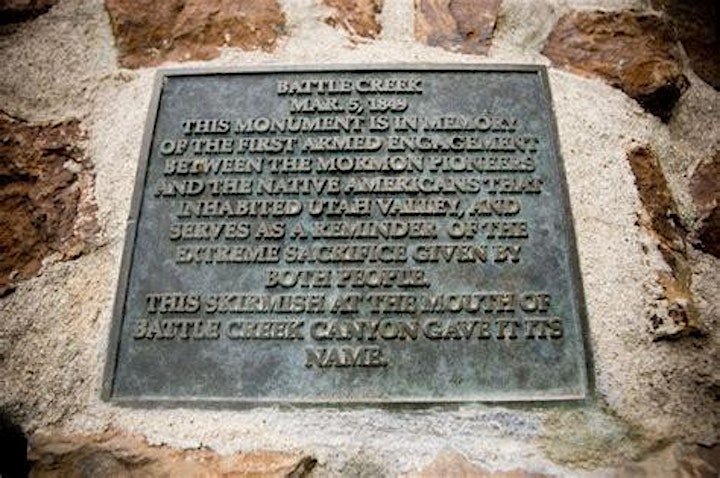 BATTLE CREEK
MAR. 5, 1849
THIS MONUMENT IS IN MEMORY
OF THE FIRST ARMED ENGAGEMENT
BETWEEN THE MORMON PIONEERS
AND THE NATIVE AMERICANS THAT
INHABITED UTAH VALLEY, AND
SERVES AS A REMINDER OF THE
EXTREME SACRIFICE GIVEN BY
BOTH PEOPLE.
THIS SKIRMISH AT THE MOUTH OF
BATTLE CREEK CANYON GAVE IT ITS
NAME.